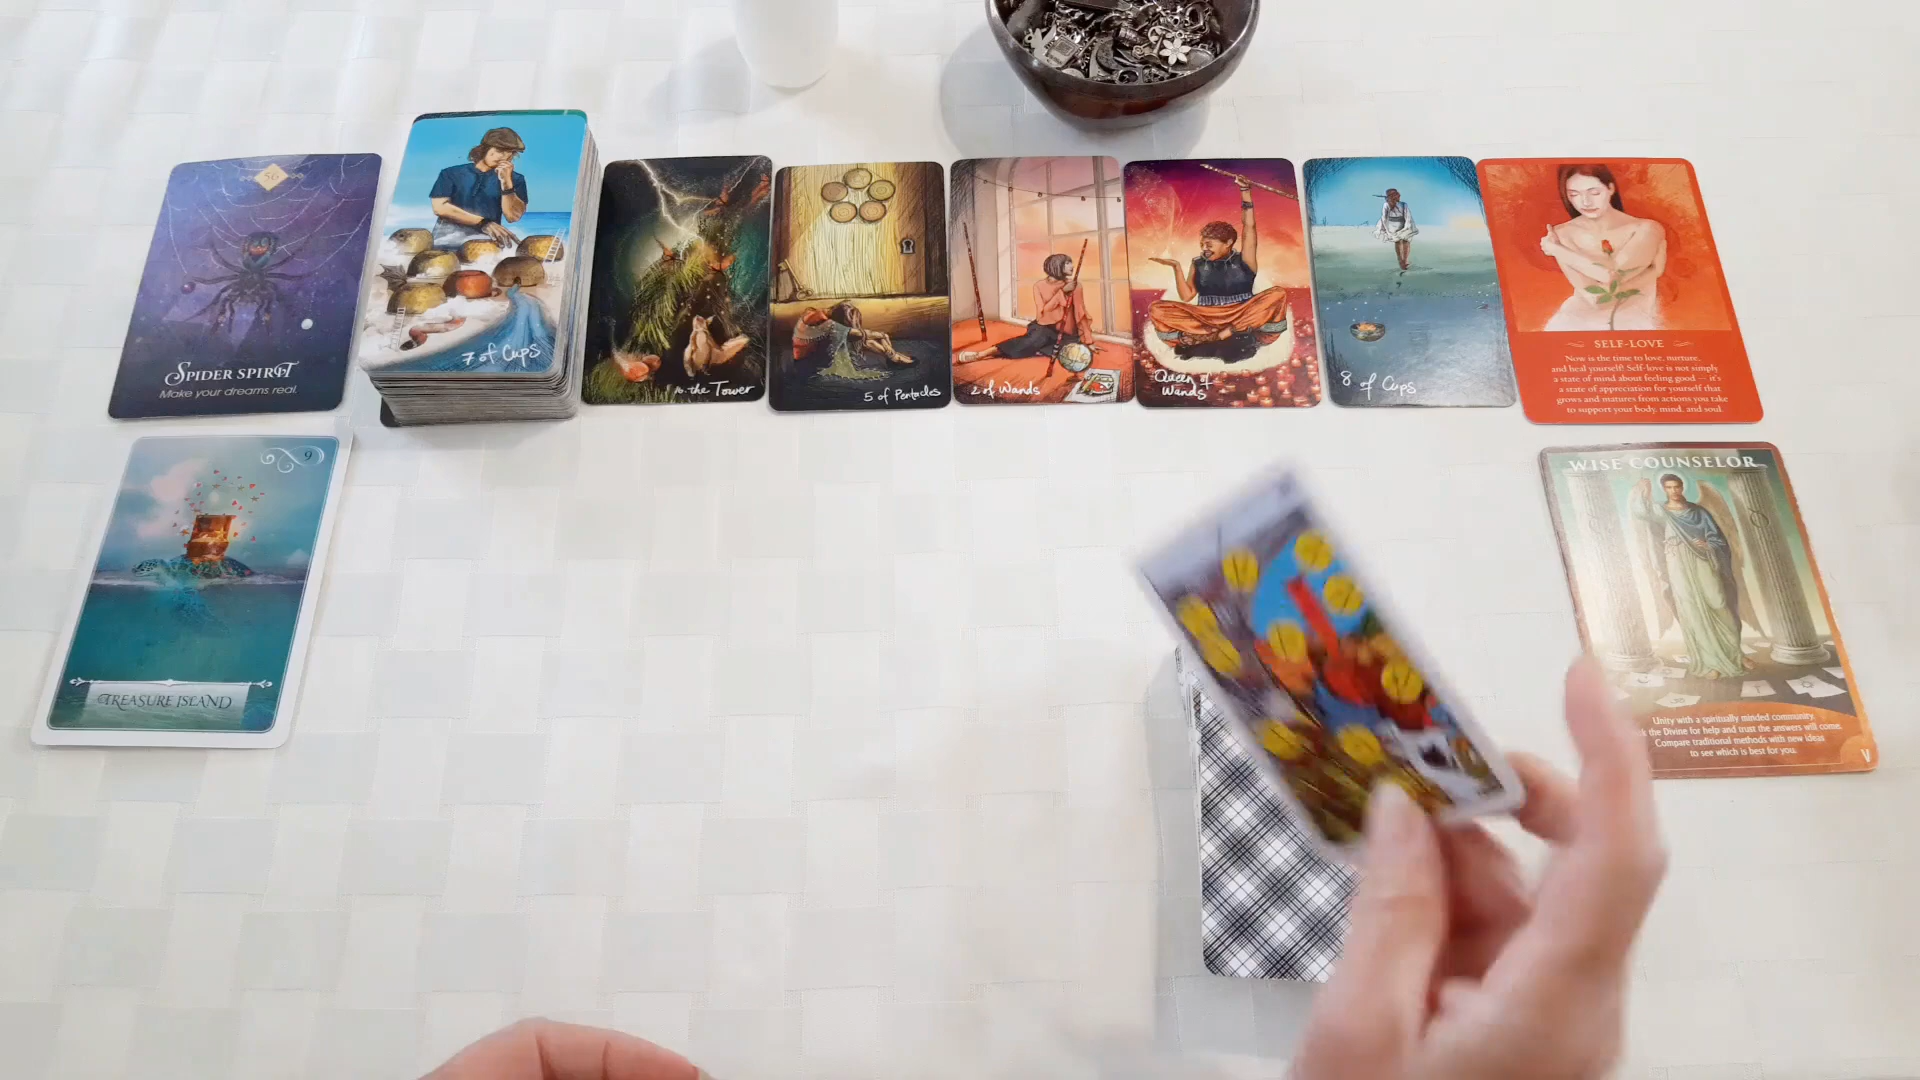 56
SPIDER SPIRIT
Make your dreams real.
7 of Cups
16. the Tower
5 of Pentacles
2 of Wands
Queen of
Wands
8 of Cups
SELF-LOVE
Now is the time to love, nurture,
and heal yourself! Self-love is not simply
a state of mind about feeling good — it's
a state of appreciation for yourself that
grows and matures from actions you take
to support your body, mind, and soul.
9
TREASURE ISLAND
WISE COUNSELOR
Unity with a spiritually minded community.
the Divine for help and trust the answers will come.
Compare traditional methods with new ideas
to see which is best for you.
V